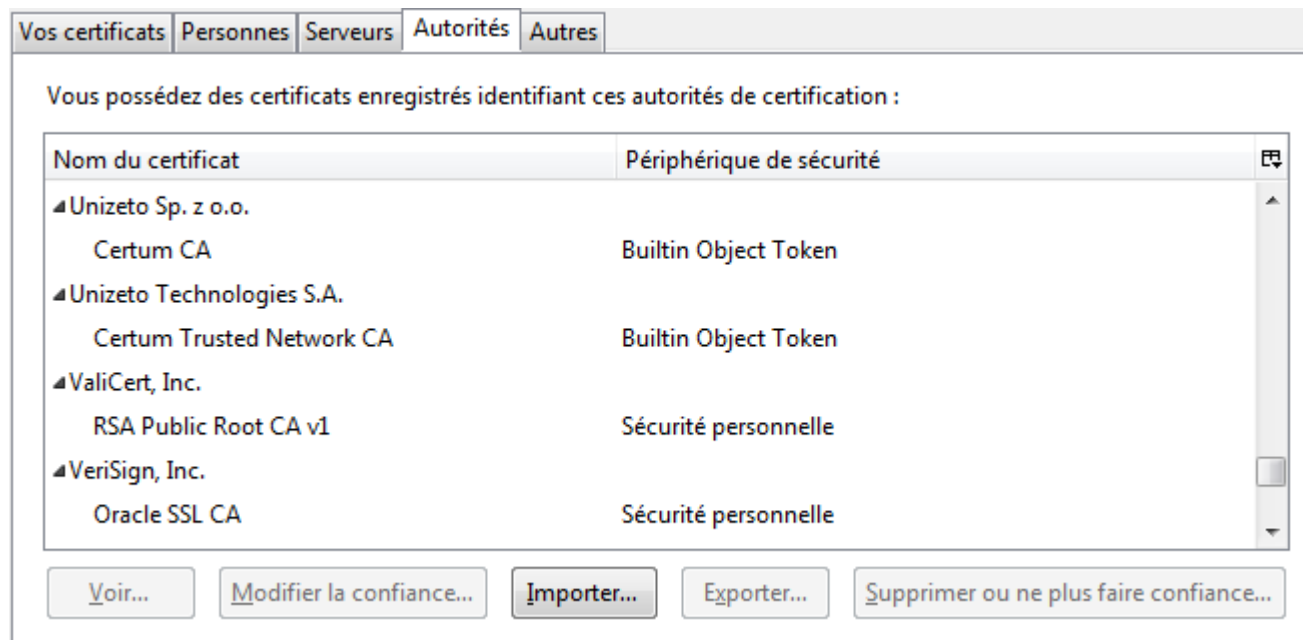 Vos certificats Personnes Serveurs Autorités Autres
Vous possédez des certificats enregistrés identifiant ces autorités de certification :
Nom du certificat Périphérique de sécurité
Unizeto Sp. z o.o.
Certum CA Builtin Object Token
Unizeto Technologies S.A.
Certum Trusted Network CA Builtin Object Token
ValiCert, Inc.
RSA Public Root CA v1 Sécurité personnelle
VeriSign, Inc.
Oracle SSL CA Sécurité personnelle
Voir... Modifier la confiance... Importer... Exporter... Supprimer ou ne plus faire confiance...